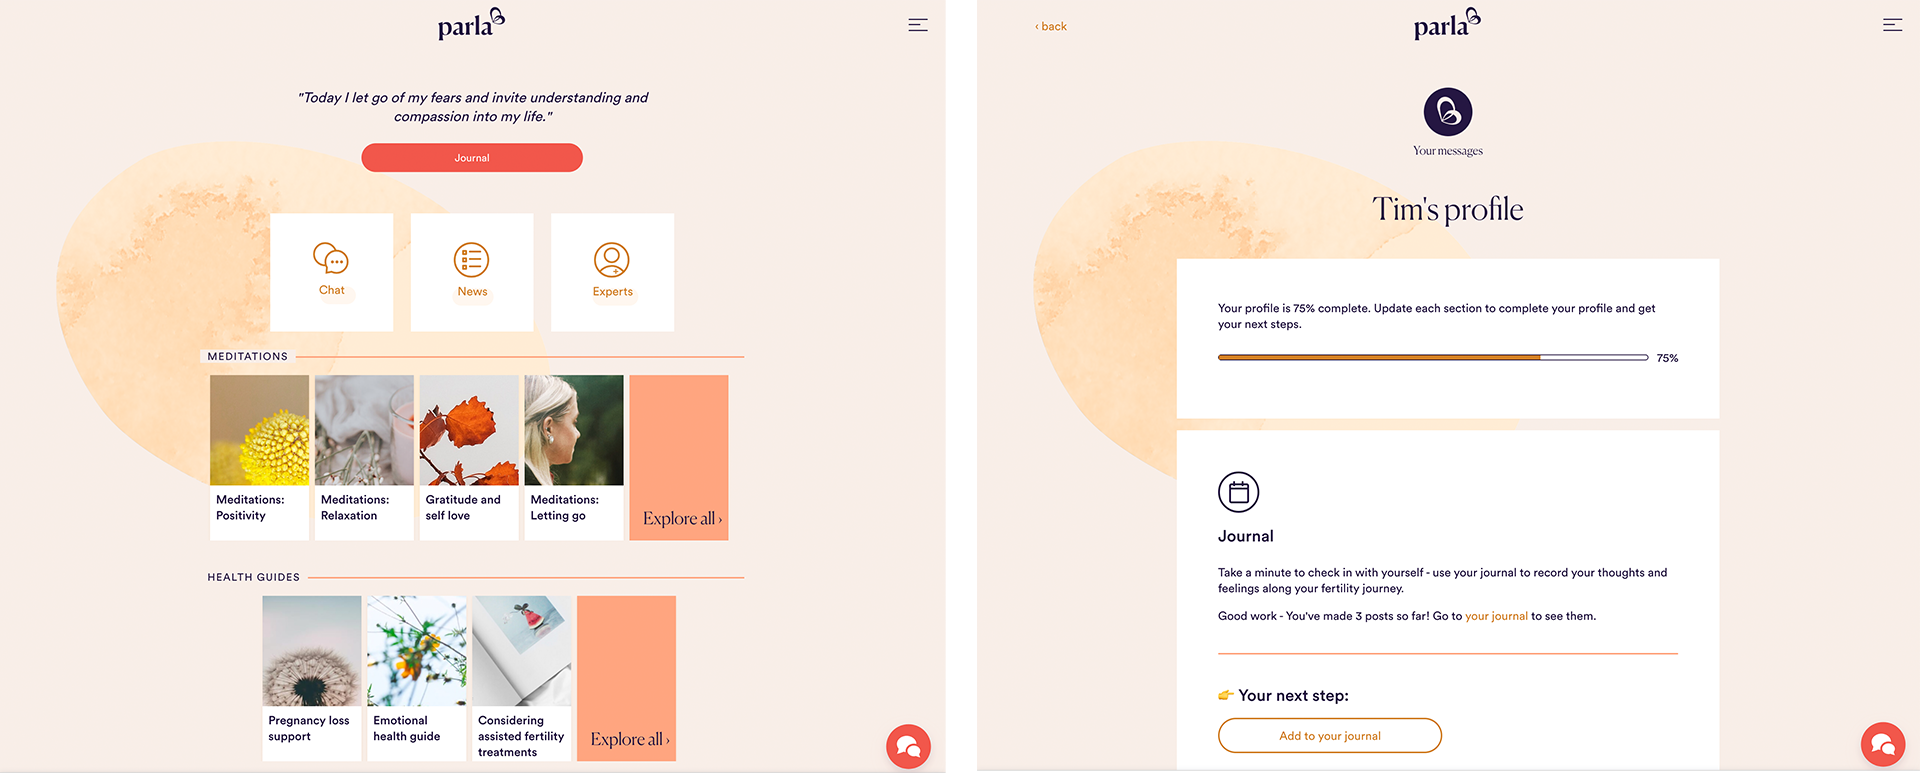 parla
"Today I let go of my fears and invite understanding and
compassion into my life."
Journal
Chat
News
Experts
MEDITATIONS
Meditations:
Positivity
Meditations:
Relaxation
Gratitude and
self love
Meditations:
Letting go
Explore all ›
HEALTH GUIDES
Pregnancy loss
support
Emotional
health guide
Considering
assisted fertility
treatments
Explore all ›
‹ back
parla
Your messages
Tim's profile
Your profile is 75% complete. Update each section to complete your profile and get
your next steps.
75%
Journal
Take a minute to check in with yourself - use your journal to record your thoughts and
feelings along your fertility journey.
Good work - You've made 3 posts so far! Go to your journal to see them.
👉 Your next step:
Add to your journal